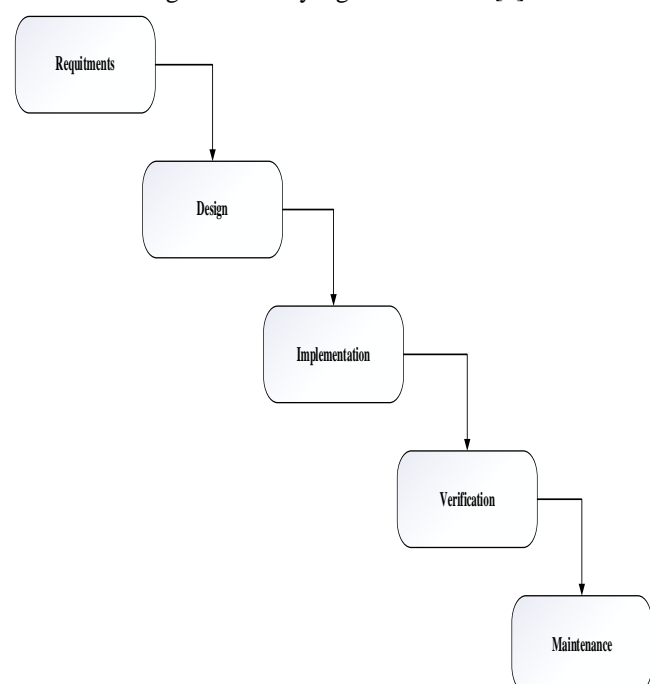 Requitments
Design
Implementation
Verification
Maintenance